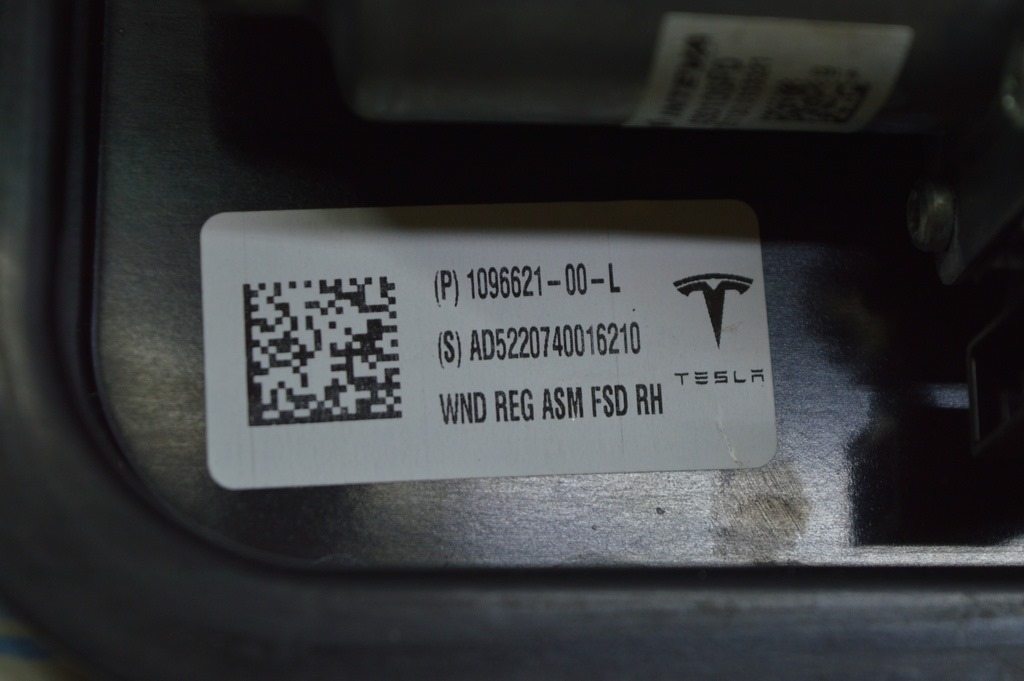 (P) 1096621-00-L
(S) AD5220740016210
WND REG ASM FSD RH
TESLA